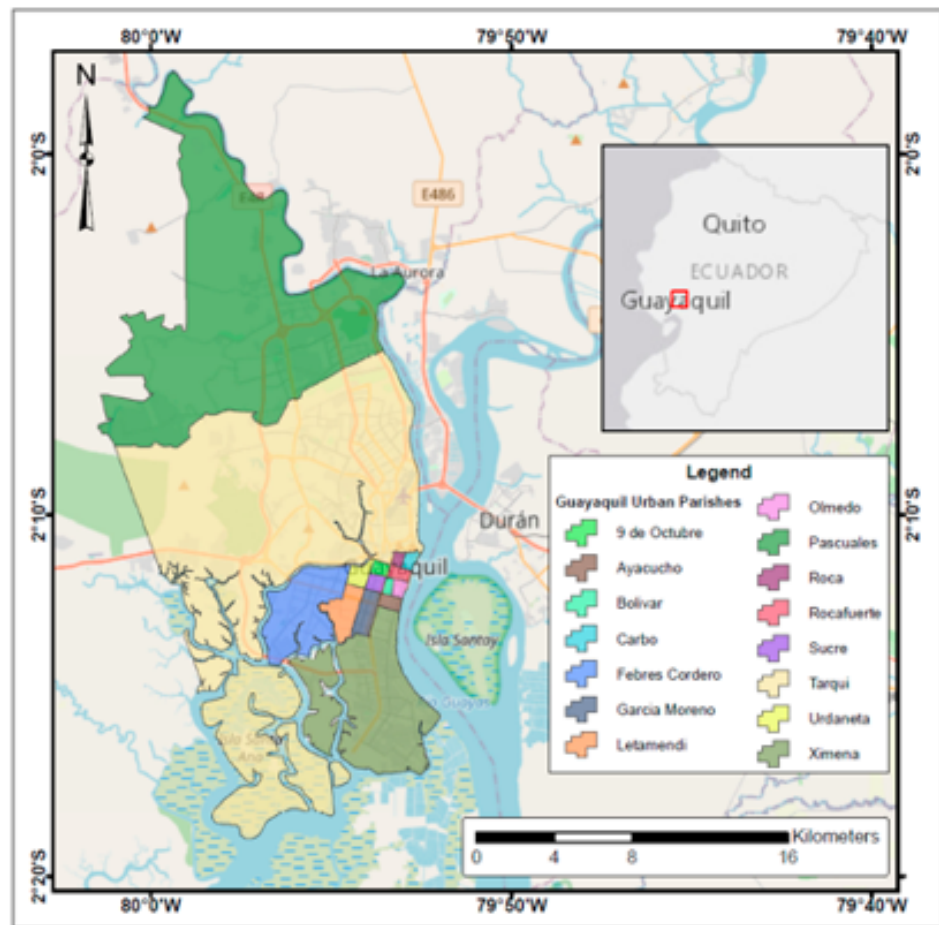 80°0'W 79°50'W 79°40'W
N
2°0'S 2°0'S
E486
La Aurora
Quito
ECUADOR
Guayaquil
2°10'S 2°10'S
Durán
Isla Santay
Legend
Guayaquil Urban Parishes
9 de Octubre
Ayacucho
Bolivar
Carbo
Febres Cordero
Garcia Moreno
Letamendi
Olmedo
Pascuales
Roca
Rocafuerte
Sucre
Tarqui
Urdaneta
Ximena
Kilometers
0 4 8 16
2°20'S 2°20'S
80°0'W 79°50'W 79°40'W